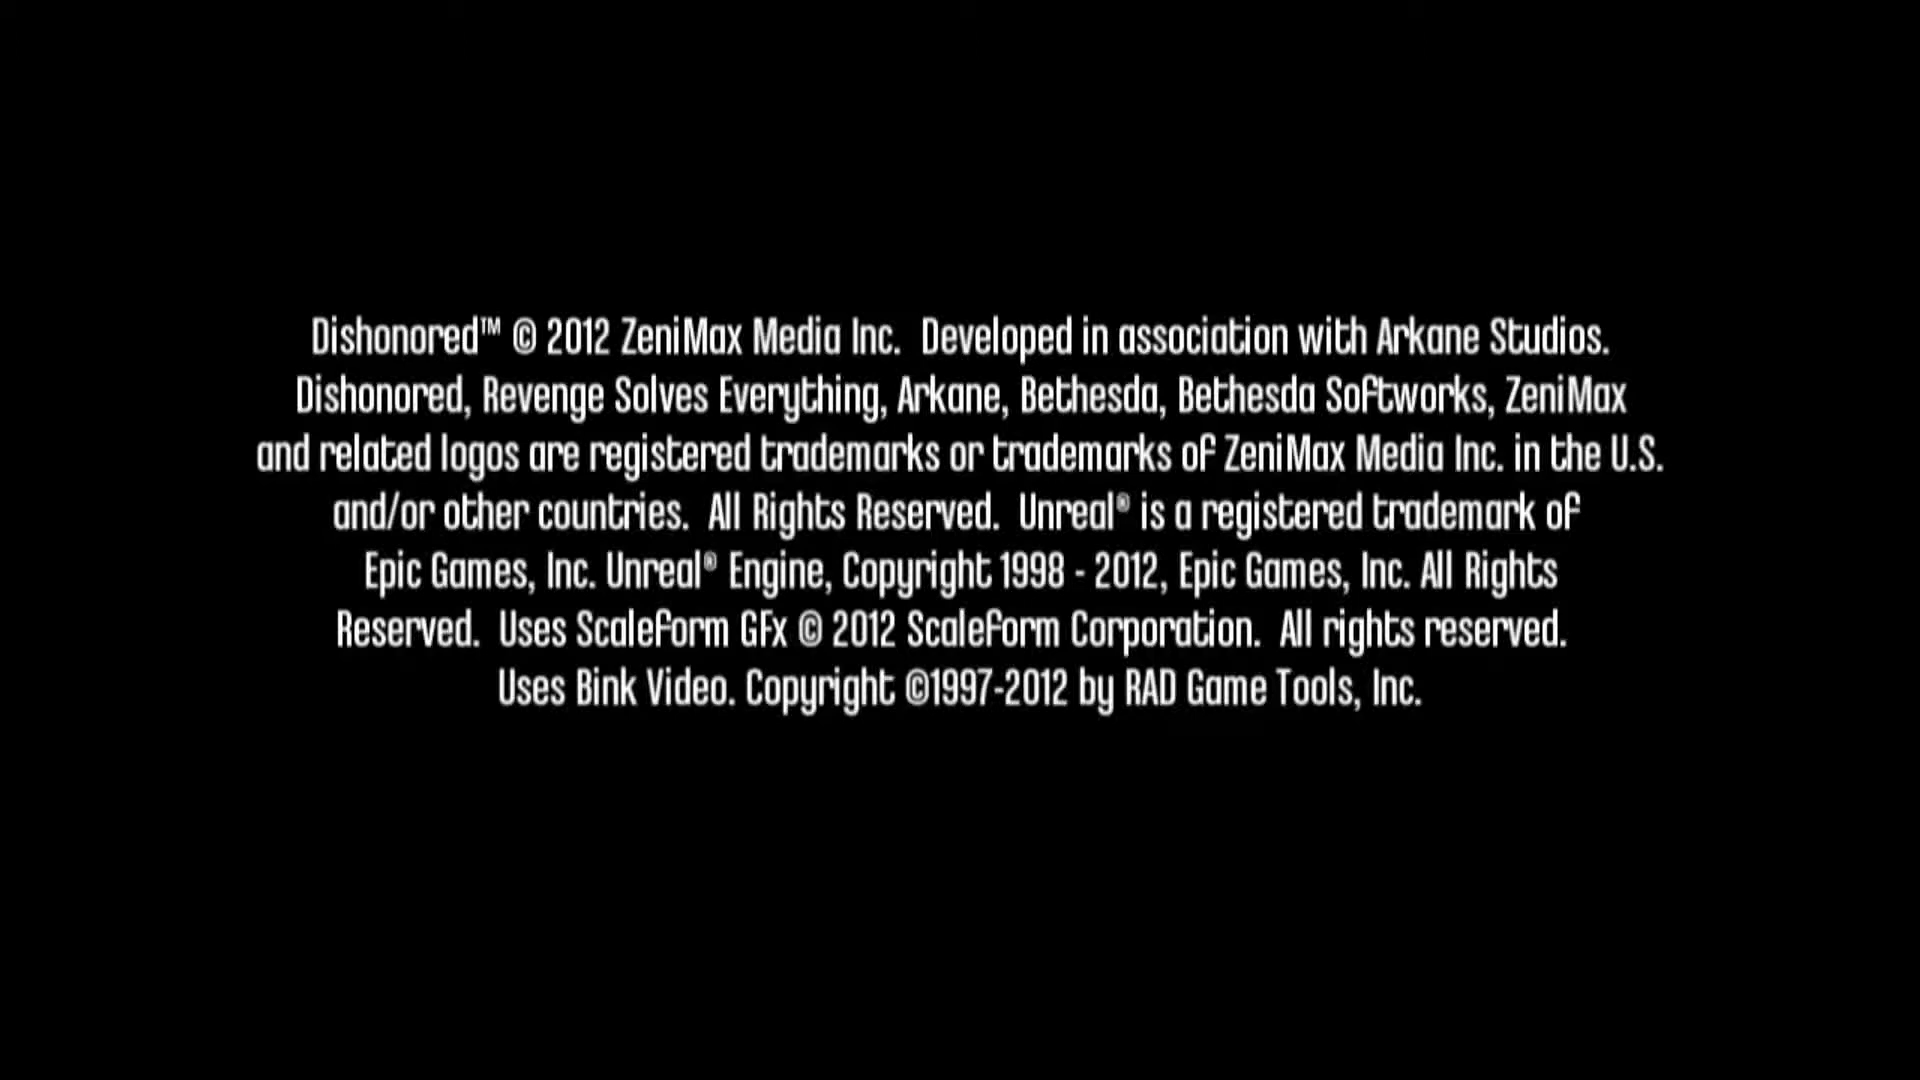 Dishonored™ © 2012 ZeniMax Media Inc.  Developed in association with Arkane Studios.
Dishonored, Revenge Solves Everything, Arkane, Bethesda, Bethesda Softworks, ZeniMax
and related logos are registered trademarks or trademarks of ZeniMax Media Inc. in the U.S.
and/or other countries.  All Rights Reserved.  Unreal® is a registered trademark of
Epic Games, Inc. Unreal® Engine, Copyright 1998 - 2012, Epic Games, Inc. All Rights
Reserved.  Uses Scaleform GFx © 2012 Scaleform Corporation.  All rights reserved.
Uses Bink Video. Copyright ©1997-2012 by RAD Game Tools, Inc.